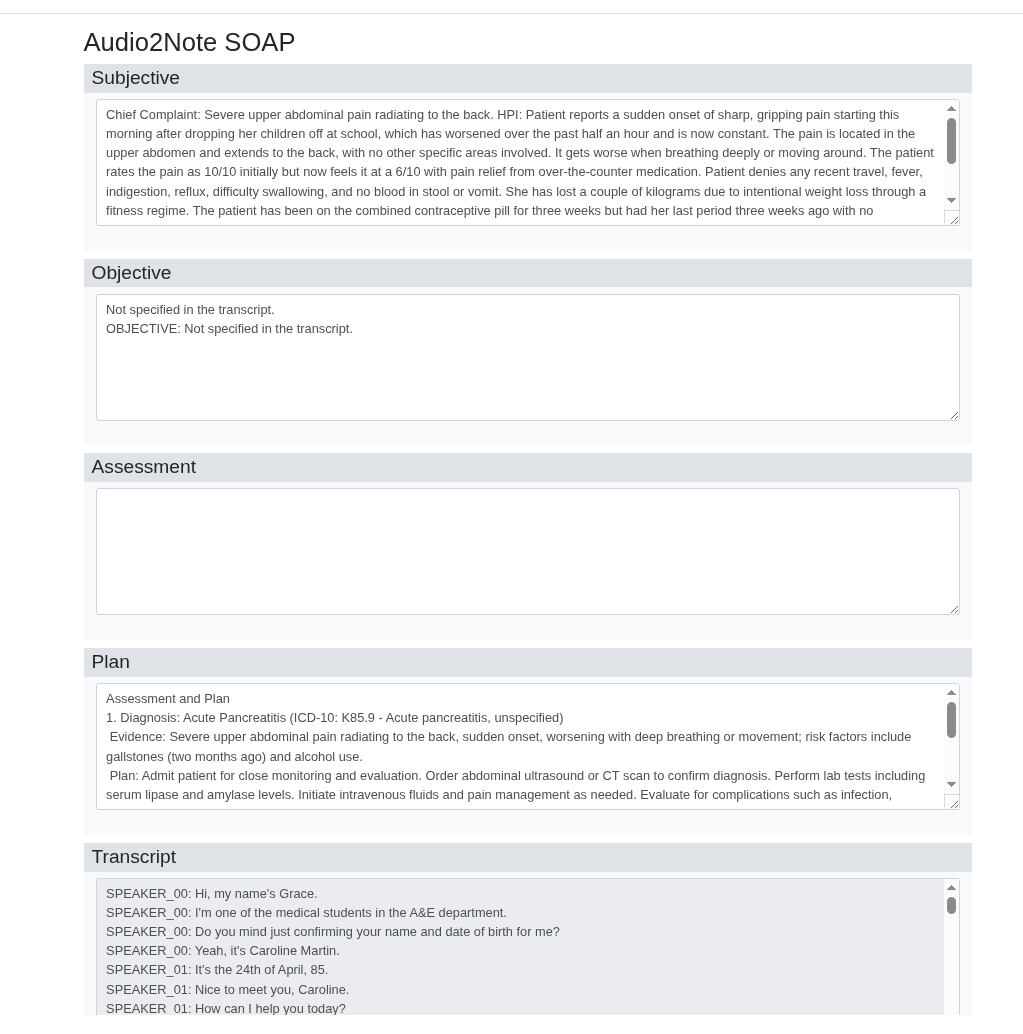 Audio2Note SOAP
Subjective
Chief Complaint: Severe upper abdominal pain radiating to the back. HPI: Patient reports a sudden onset of sharp, gripping pain starting this
morning after dropping her children off at school, which has worsened over the past half an hour and is now constant. The pain is located in the
upper abdomen and extends to the back, with no other specific areas involved. It gets worse when breathing deeply or moving around. The patient
rates the pain as 10/10 initially but now feels it at a 6/10 with pain relief from over-the-counter medication. Patient denies any recent travel, fever,
indigestion, reflux, difficulty swallowing, and no blood in stool or vomit. She has lost a couple of kilograms due to intentional weight loss through a
fitness regime. The patient has been on the combined contraceptive pill for three weeks but had her last period three weeks ago with no
Objective
Not specified in the transcript.
OBJECTIVE: Not specified in the transcript.
Assessment
Plan
Assessment and Plan
1. Diagnosis: Acute Pancreatitis (ICD-10: K85.9 - Acute pancreatitis, unspecified)
Evidence: Severe upper abdominal pain radiating to the back, sudden onset, worsening with deep breathing or movement; risk factors include
gallstones (two months ago) and alcohol use.
Plan: Admit patient for close monitoring and evaluation. Order abdominal ultrasound or CT scan to confirm diagnosis. Perform lab tests including
serum lipase and amylase levels. Initiate intravenous fluids and pain management as needed. Evaluate for complications such as infection,
Transcript
SPEAKER_00: Hi, my name's Grace.
SPEAKER_00: I'm one of the medical students in the A&E department.
SPEAKER_00: Do you mind just confirming your name and date of birth for me?
SPEAKER_00: Yeah, it's Caroline Martin.
SPEAKER_01: It's the 24th of April, 85.
SPEAKER_01: Nice to meet you, Caroline.
SPEAKER_01: How can I help you today?